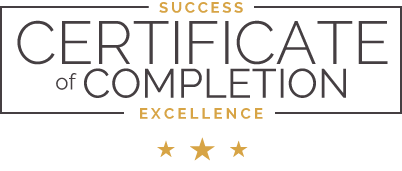 SUCCESS
CERTIFICATE
of COMPLETION
EXCELLENCE